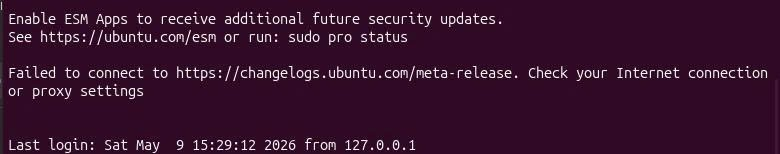 Enable ESM Apps to receive additional future security updates.
See https://ubuntu.com/esm or run: sudo pro status
Failed to connect to https://changelogs.ubuntu.com/meta-release. Check your Internet connection
or proxy settings
Last login: Sat May  9 15:29:12 2026 from 127.0.0.1